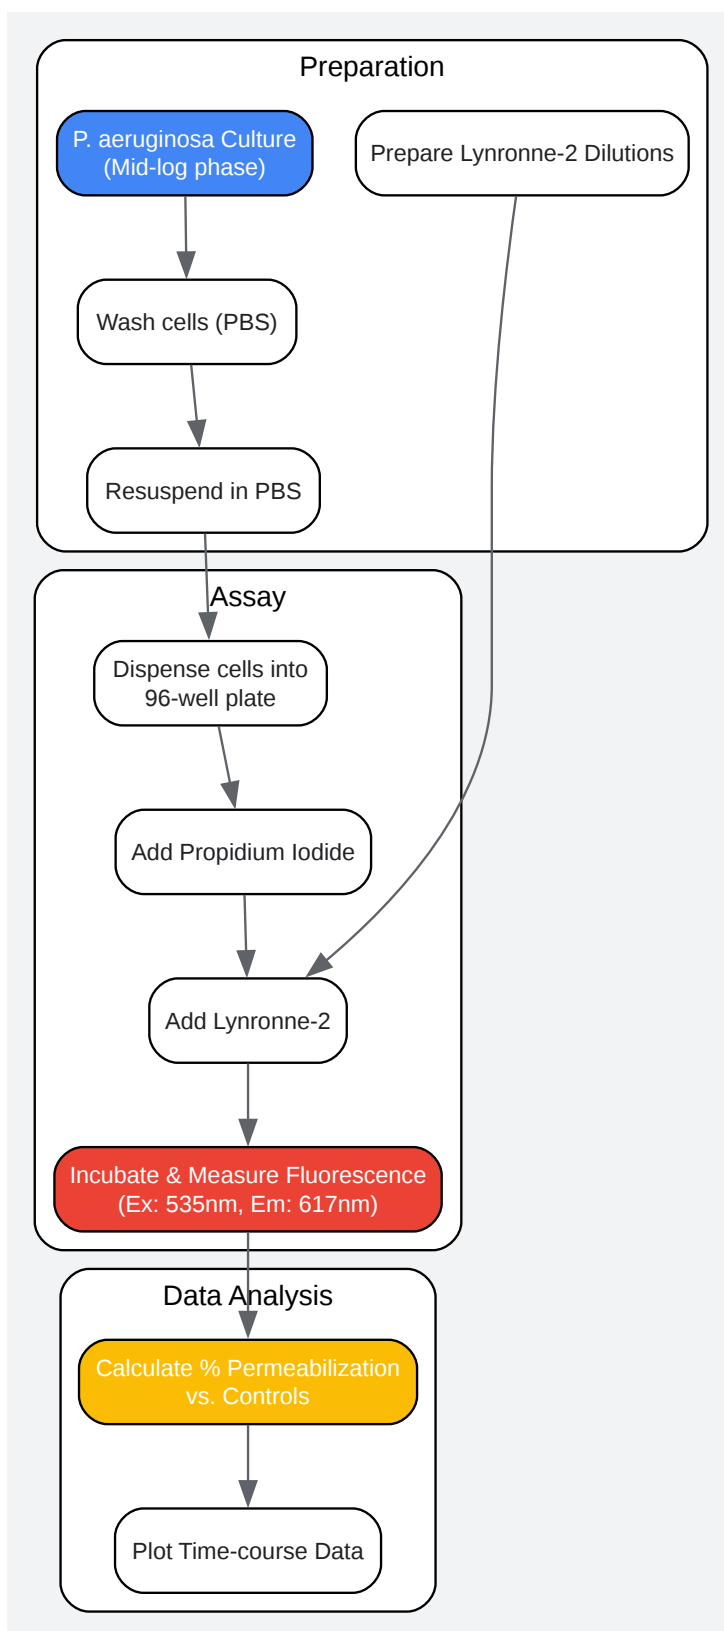 Preparation
P. aeruginosa Culture
(Mid-log phase)
Prepare Lynronne-2 Dilutions
Wash cells (PBS)
Resuspend in PBS
Assay
Dispense cells into
96-well plate
Add Propidium Iodide
Add Lynronne-2
Incubate & Measure Fluorescence
(Ex: 535nm, Em: 617nm)
Data Analysis
Calculate % Permeabilization
vs. Controls
Plot Time-course Data